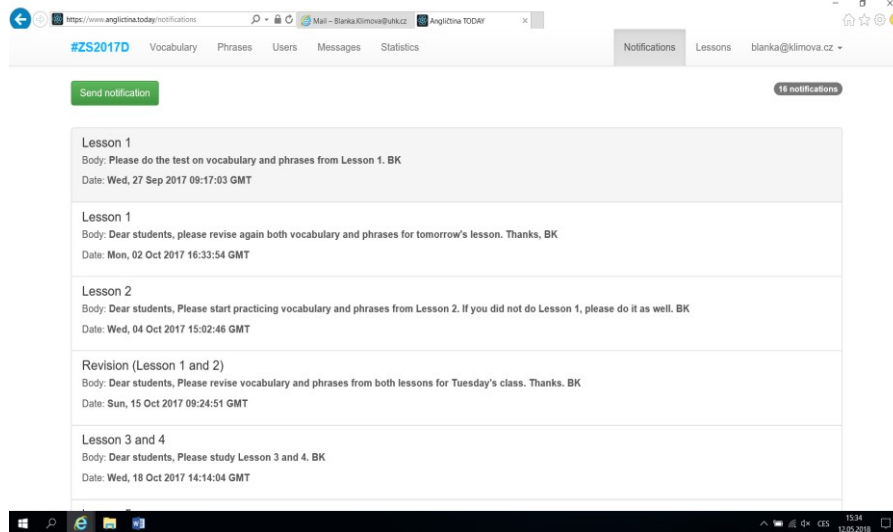 https://www.anglictina.today/notifications
Mail – Blanka.Klimova@uhk.cz
Angličtina TODAY
#ZS2017D Vocabulary Phrases Users Messages Statistics Notifications Lessons blanka@klimova.cz
Send notification
16 notifications
Lesson 1
Body: Please do the test on vocabulary and phrases from Lesson 1. BK
Date: Wed, 27 Sep 2017 09:17:03 GMT
Lesson 1
Body: Dear students, please revise again both vocabulary and phrases for tomorrow's lesson. Thanks, BK
Date: Mon, 02 Oct 2017 16:33:54 GMT
Lesson 2
Body: Dear students, Please start practicing vocabulary and phrases from Lesson 2. If you did not do Lesson 1, please do it as well. BK
Date: Wed, 04 Oct 2017 15:02:46 GMT
Revision (Lesson 1 and 2)
Body: Dear students, Please revise vocabulary and phrases from both lessons for Tuesday's class. Thanks. BK
Date: Sun, 15 Oct 2017 09:24:51 GMT
Lesson 3 and 4
Body: Dear students, Please study Lesson 3 and 4. BK
Date: Wed, 18 Oct 2017 14:14:04 GMT
CES
15:34
12.05.2018